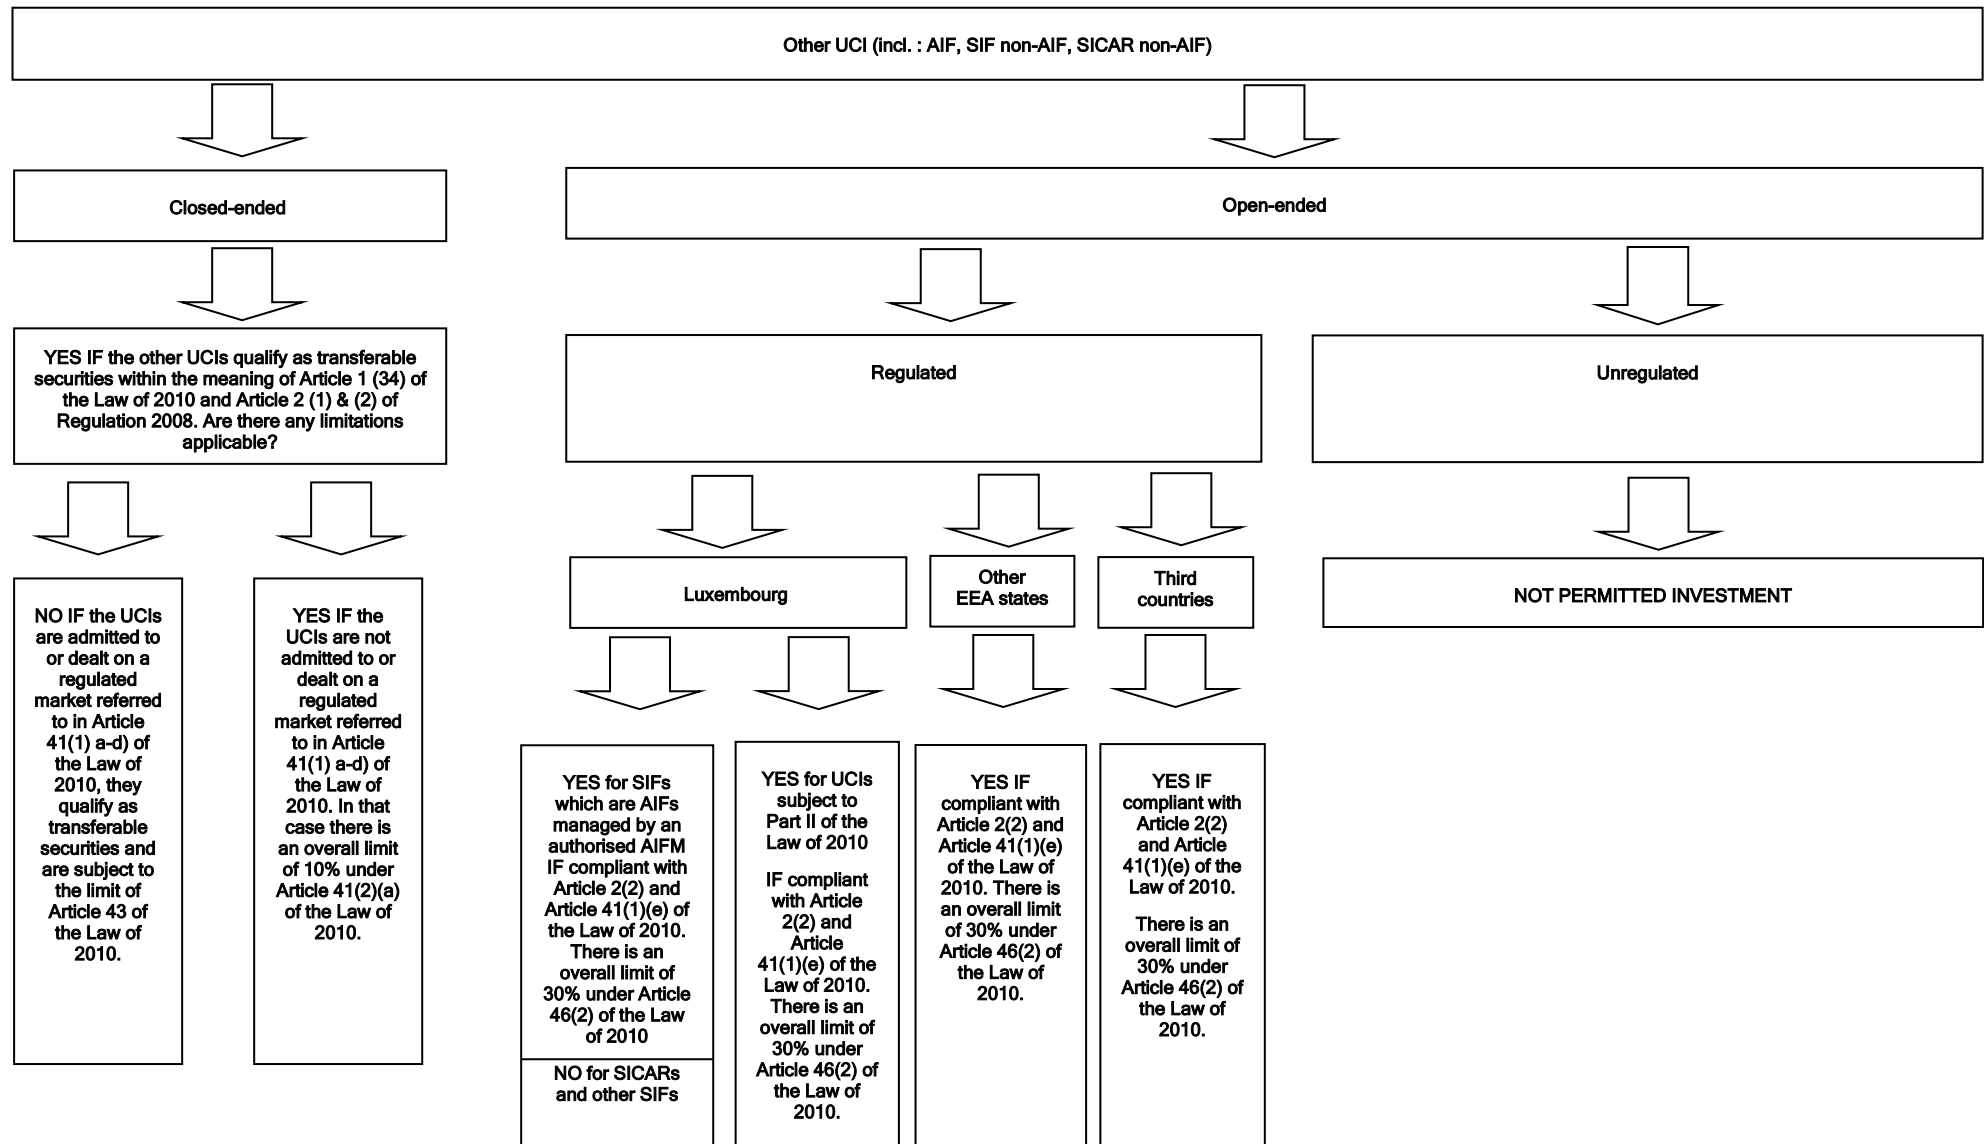 Other UCI (incl. : AIF, SIF non-AIF, SICAR non-AIF)
Closed-ended
Open-ended
YES IF the other UCIs qualify as transferable
securities within the meaning of Article 1 (34) of
the Law of 2010 and Article 2 (1) & (2) of
Regulation 2008. Are there any limitations
applicable?
Regulated
Unregulated
NO IF the UCIs
are admitted to
or dealt on a
regulated
market referred
to in Article
41(1) a-d) of
the Law of
2010, they
qualify as
transferable
securities and
are subject to
the limit of
Article 43 of
the Law of
2010.
YES IF the
UCIs are not
admitted to or
dealt on a
regulated
market referred
to in Article
41(1) a-d) of
the Law of
2010. In that
case there is
an overall limit
of 10% under
Article 41(2)(a)
of the Law of
2010.
Luxembourg
Other
EEA states
Third
countries
NOT PERMITTED INVESTMENT
YES for SIFs
which are AIFs
managed by an
authorised AIFM
IF compliant with
Article 2(2) and
Article 41(1)(e) of
the Law of 2010.
There is an
overall limit of
30% under Article
46(2) of the Law
of 2010
NO for SICARs
and other SIFs
YES for UCIs
subject to
Part II of the
Law of 2010
IF compliant
with Article
2(2) and
Article
41(1)(e) of the
Law of 2010.
There is an
overall limit of
30% under
Article 46(2) of
the Law of
2010.
YES IF
compliant with
Article 2(2) and
Article 41(1)(e)
of the Law of
2010. There is
an overall limit
of 30% under
Article 46(2) of
the Law of
2010.
YES IF
compliant with
Article 2(2)
and Article
41(1)(e) of the
Law of 2010.
There is an
overall limit of
30% under
Article 46(2) of
the Law of
2010.